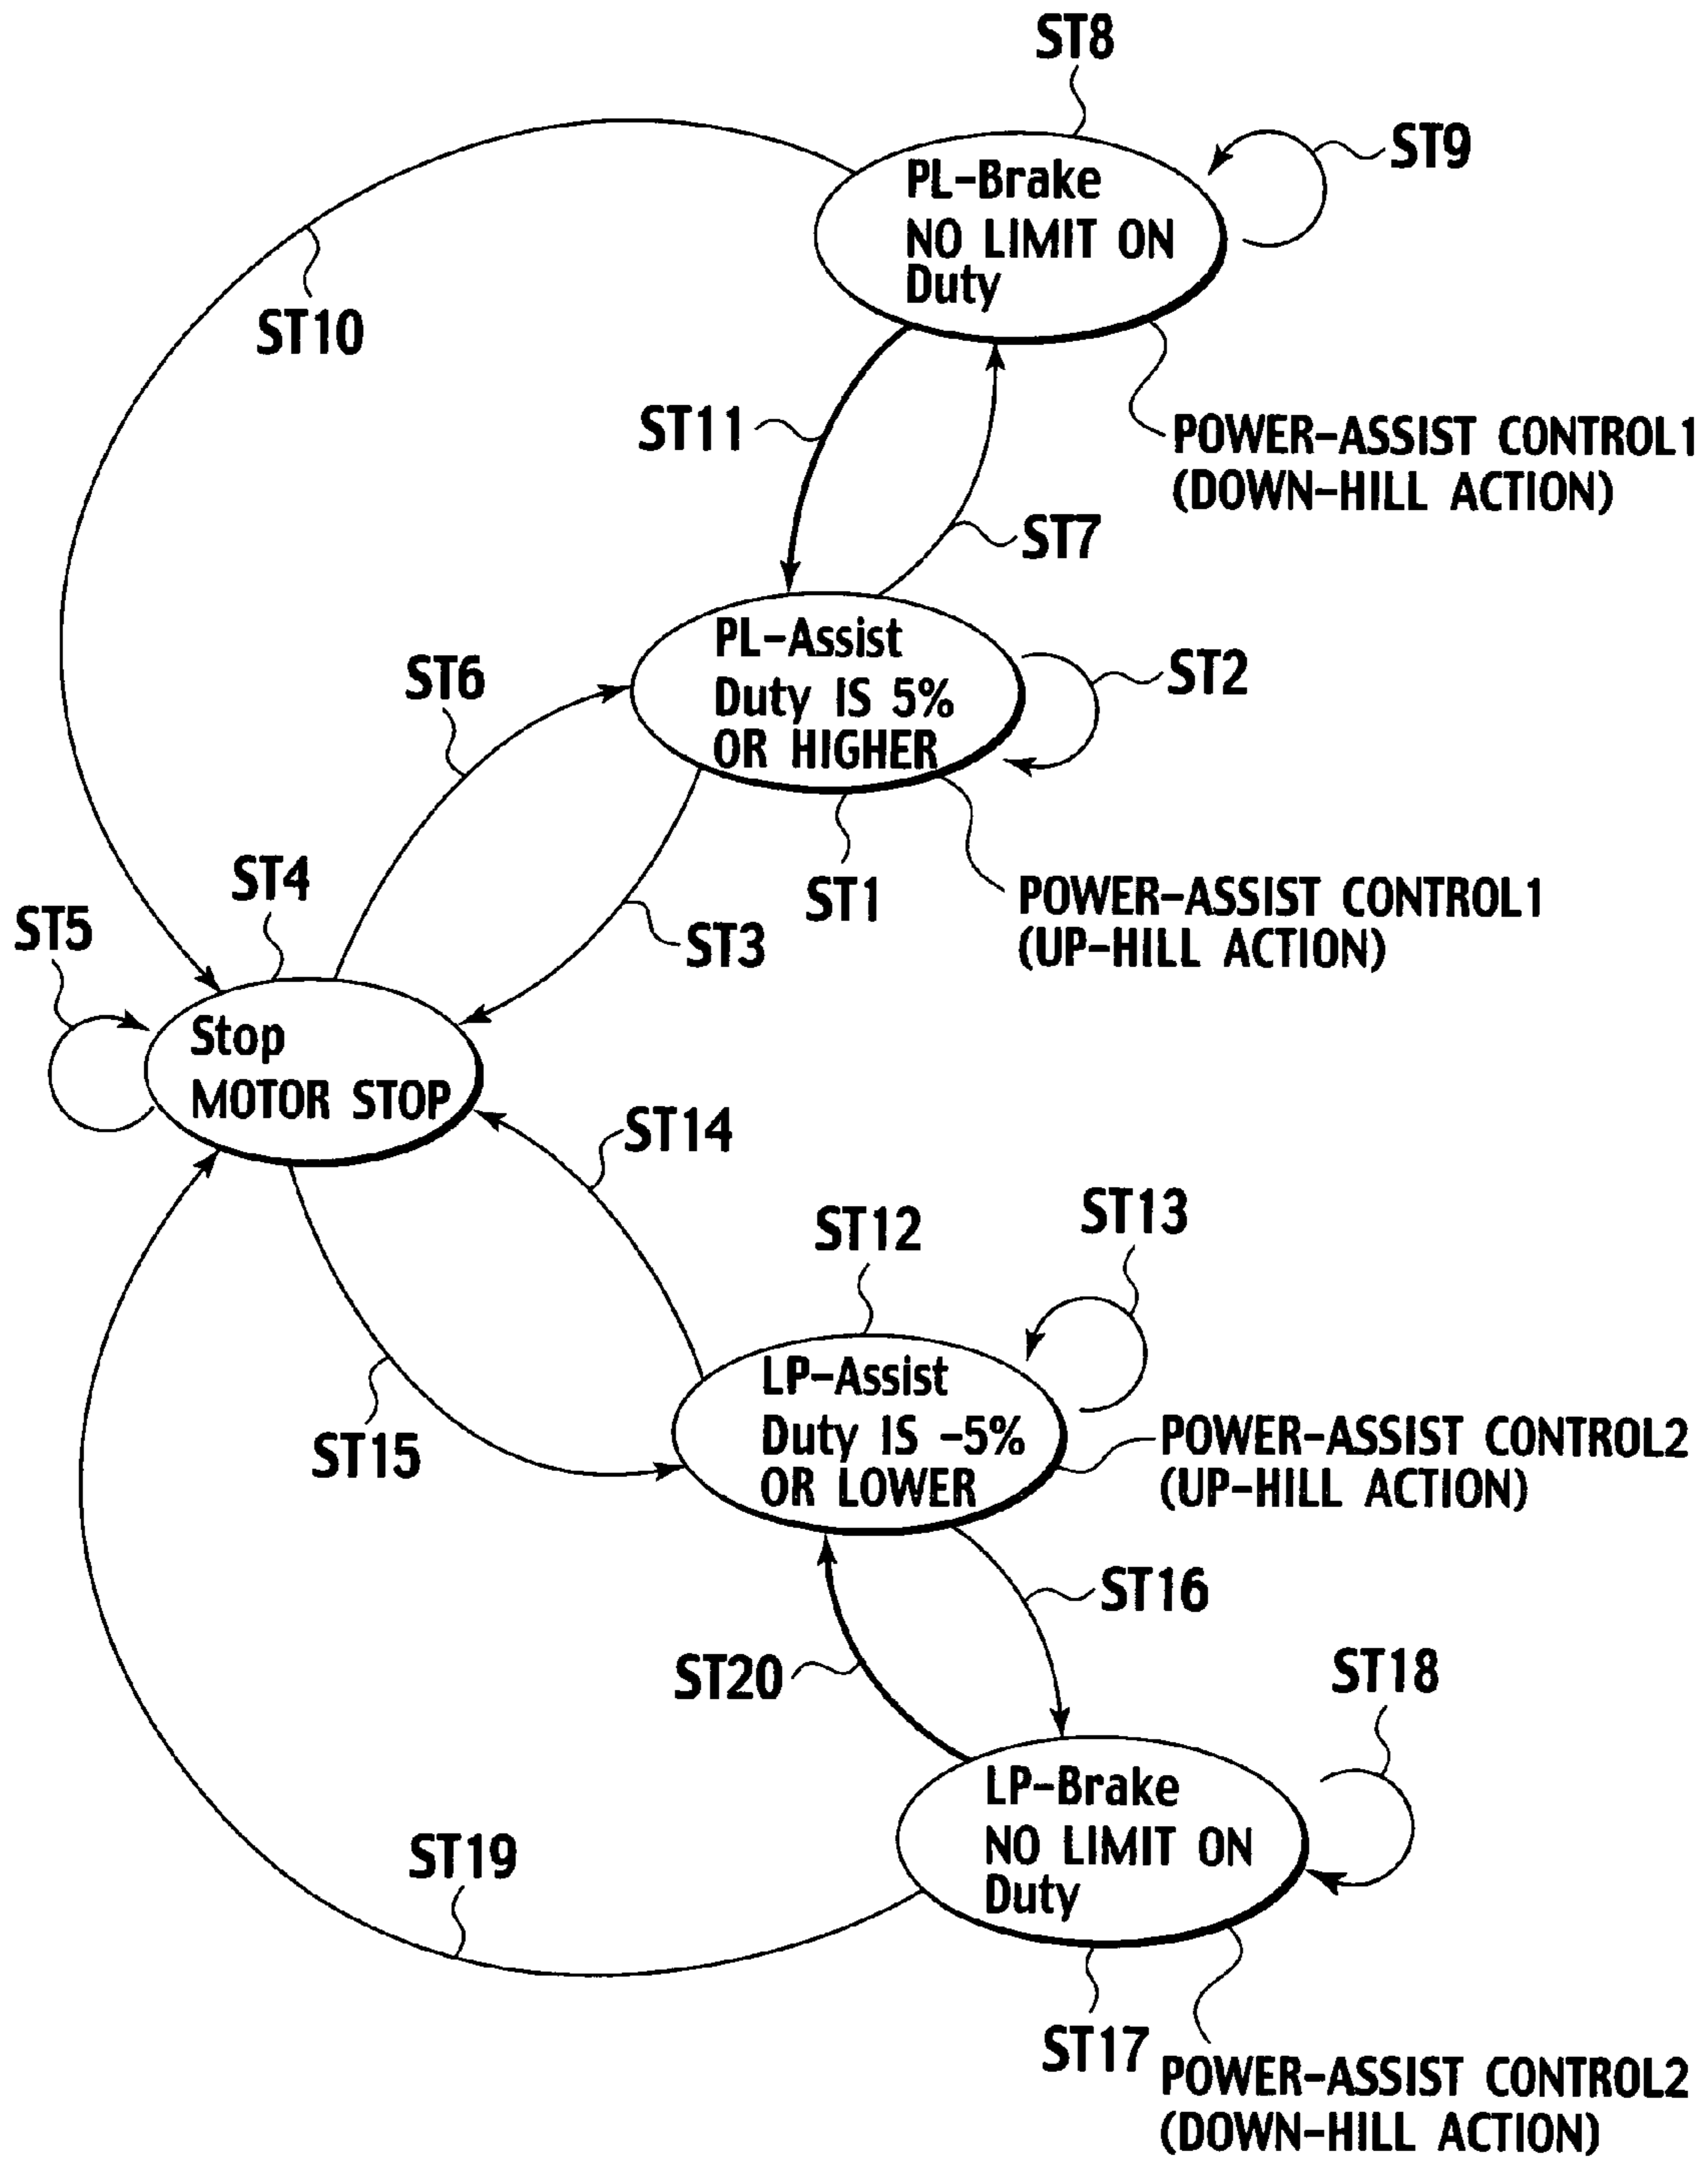 ST8
ST9
PL-Brake
NO LIMIT ON
Duty
ST10
ST11
POWER-ASSIST CONTROL1
(DOWN-HILL ACTION)
ST7
PL-Assist
Duty IS 5%
OR HIGHER
ST6
ST2
ST4
ST1
POWER-ASSIST CONTROL1
(UP-HILL ACTION)
ST5
ST3
Stop
MOTOR STOP
ST14
ST13
ST12
LP-Assist
Duty IS -5%
OR LOWER
ST15
POWER-ASSIST CONTROL2
(UP-HILL ACTION)
ST16
ST20
ST18
LP-Brake
NO LIMIT ON
Duty
ST19
ST17
POWER-ASSIST CONTROL2
(DOWN-HILL ACTION)